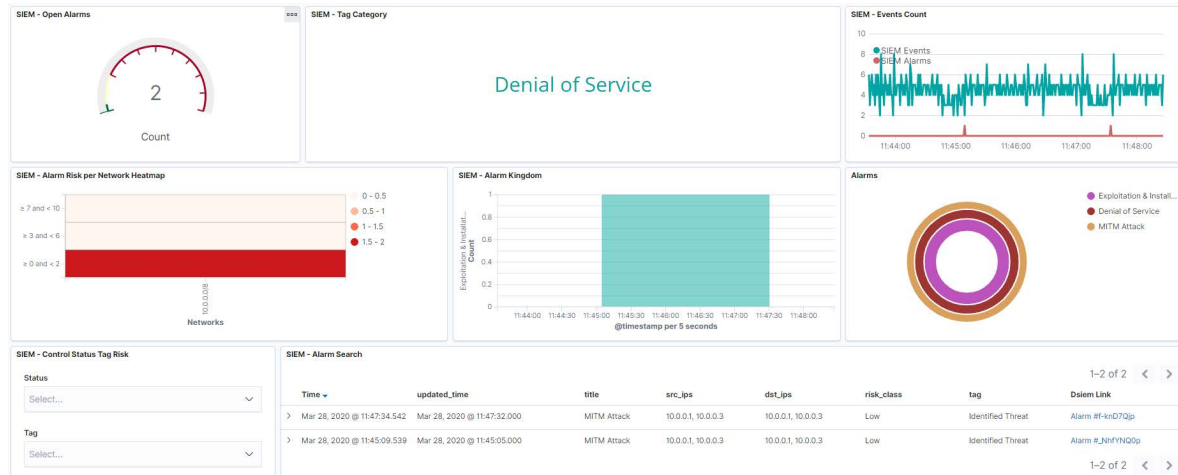 SIEM - Open Alarms
2
Count
SIEM - Tag Category
Denial of Service
SIEM - Events Count
10
8
6
4
2
0
SIEM Events
SIEM Alarms
11:44:00 11:45:00 11:46:00 11:47:00 11:48:00
SIEM - Alarm Risk per Network Heatmap
≥ 7 and < 10
≥ 3 and < 6
≥ 0 and < 2
10.0.0.0/8
Networks
0 - 0.5
0.5 - 1
1 - 1.5
1.5 - 2
SIEM - Alarm Kingdom
Exploitation & Installat...
Count
1
0.8
0.6
0.4
0.2
0
11:44:00 11:44:30 11:45:00 11:45:30 11:46:00 11:46:30 11:47:00 11:47:30 11:48:00
@timestamp per 5 seconds
Alarms
Exploitation & Install...
Denial of Service
MITM Attack
SIEM - Control Status Tag Risk
Status
Select...
Tag
Select...
SIEM - Alarm Search
1–2 of 2
Time updated_time title src_ips dst_ips risk_class tag Dsiem Link
Mar 28, 2020 @ 11:47:34.542 Mar 28, 2020 @ 11:47:32.000 MITM Attack 10.0.0.1, 10.0.0.3 10.0.0.1, 10.0.0.3 Low Identified Threat Alarm #f-knD7Qjp
Mar 28, 2020 @ 11:45:09.539 Mar 28, 2020 @ 11:45:05.000 MITM Attack 10.0.0.1, 10.0.0.3 10.0.0.1, 10.0.0.3 Low Identified Threat Alarm #_NhfYNQ0p
1–2 of 2